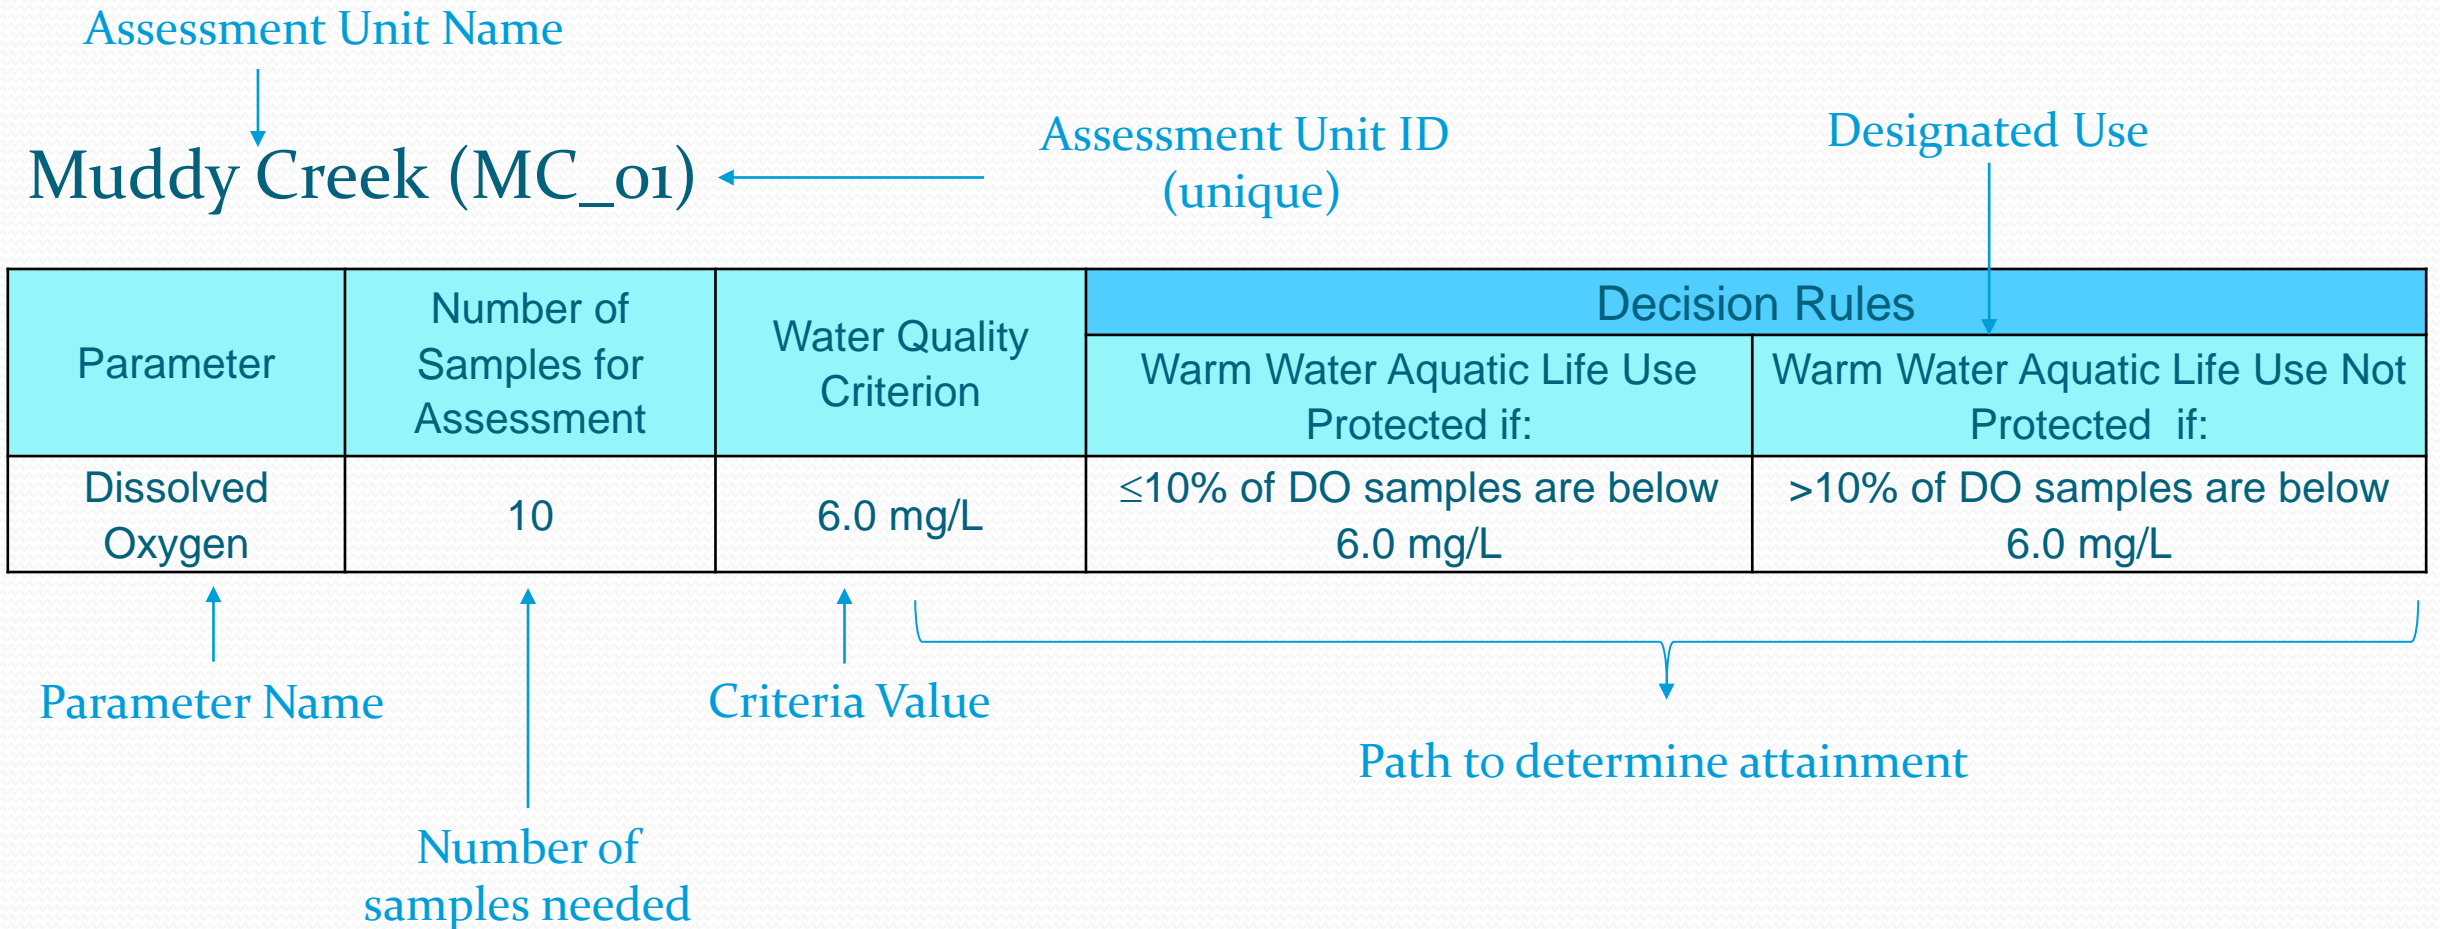 Assessment Unit Name
Muddy Creek (MC_01)
Assessment Unit ID
(unique)
Designated Use
Parameter
Number of
Samples for
Assessment
Water Quality
Criterion
Decision Rules
Warm Water Aquatic Life Use
Protected if:
Warm Water Aquatic Life Use Not
Protected if:
Dissolved
Oxygen
10
6.0 mg/L
≤10% of DO samples are below
6.0 mg/L
>10% of DO samples are below
6.0 mg/L
Parameter Name
Criteria Value
Path to determine attainment
Number of
samples needed